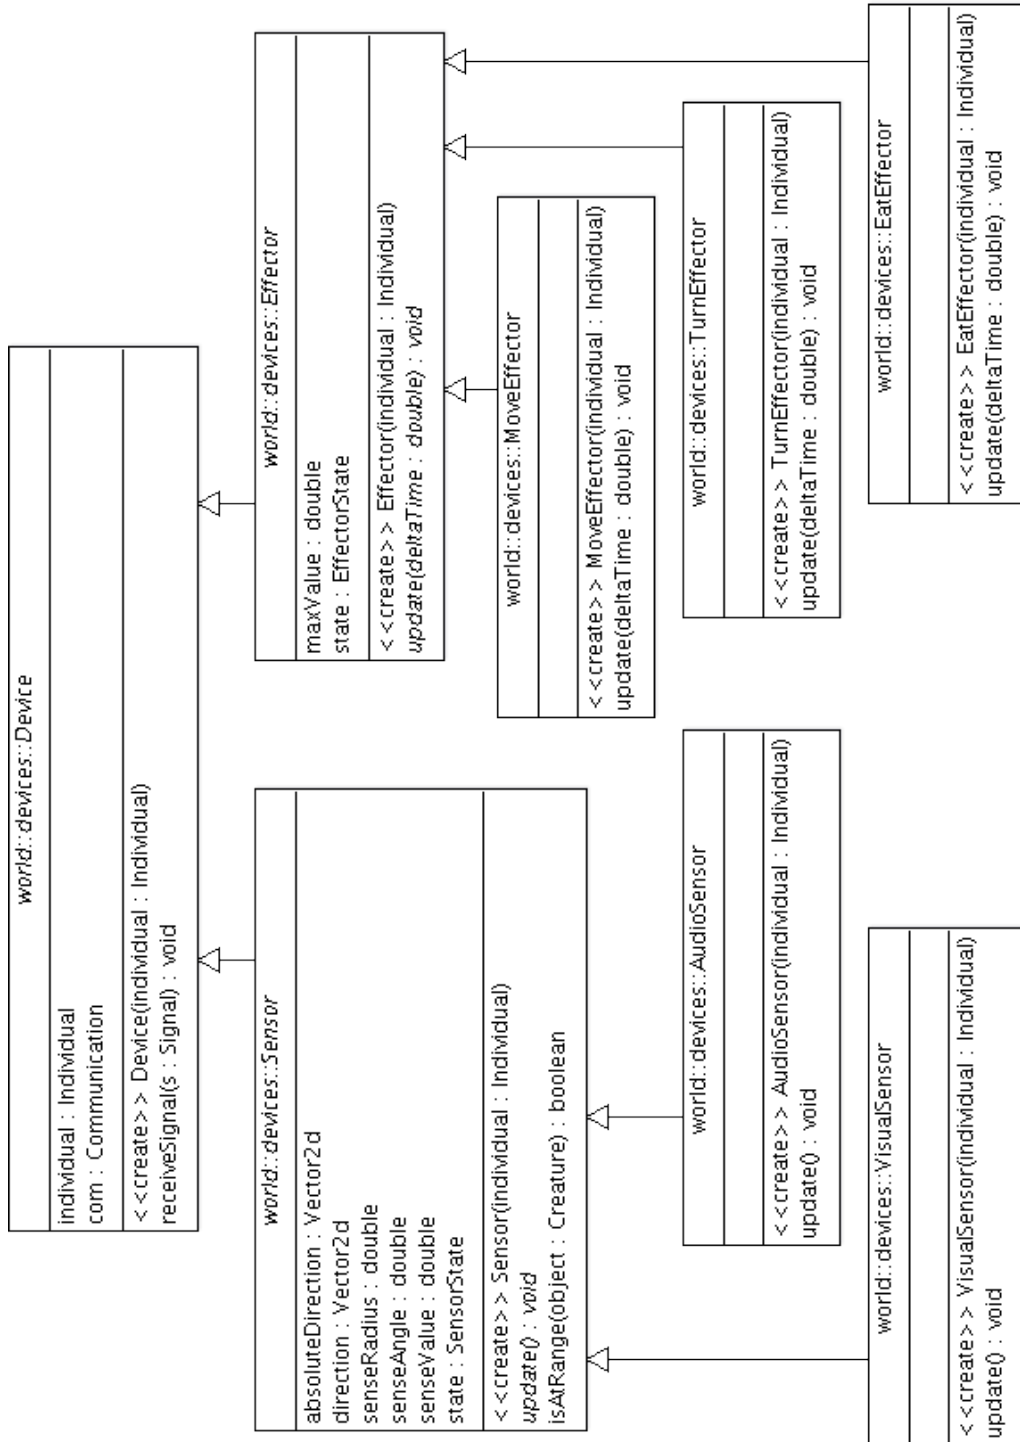 world::devices::Device
individual : Individual
com : Communication
<<create>> Device(individual : Individual)
receiveSignal(s : Signal) : void
world::devices::Sensor
absoluteDirection : Vector2d
direction : Vector2d
senseRadius : double
senseAngle : double
senseValue : double
state : SensorState
<<create>> Sensor(individual : Individual)
update() : void
isAtRange(object : Creature) : boolean
world::devices::Effector
maxValue : double
state : EffectorState
<<create>> Effector(individual : Individual)
update(deltaTime : double) : void
world::devices::MoveEffector
<<create>> MoveEffector(individual : Individual)
update(deltaTime : double) : void
world::devices::AudioSensor
<<create>> AudioSensor(individual : Individual)
update() : void
world::devices::TurnEffector
<<create>> TurnEffector(individual : Individual)
update(deltaTime : double) : void
world::devices::VisualSensor
<<create>> VisualSensor(individual : Individual)
update() : void
world::devices::EatEffector
<<create>> EatEffector(individual : Individual)
update(deltaTime : double) : void